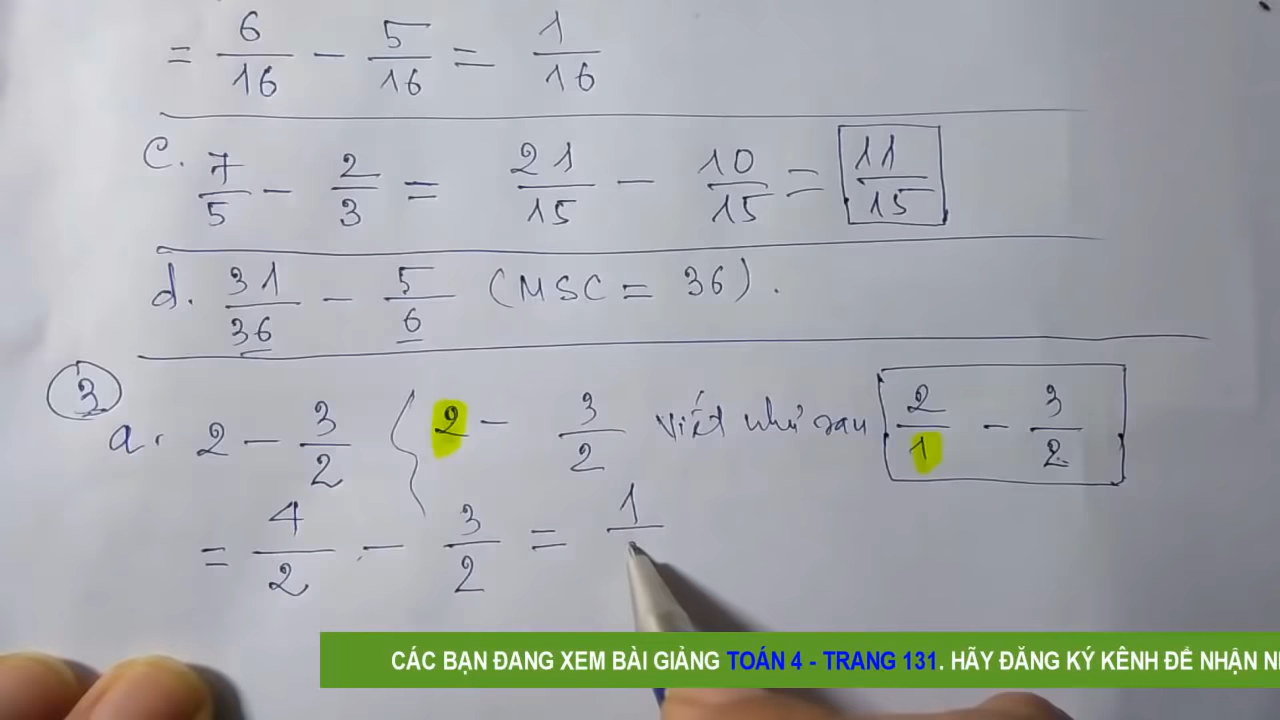 = 6/16 - 5/16 = 1/16
c. 7/5 - 2/3 = 21/15 - 10/15 = 11/15
d. 31/36 - 5/6 (MSC = 36).
3
a. 2 - 3/2 { 2 - 3/2 viết như sau 2/1 - 3/2
= 4/2 - 3/2 = 1/
CÁC BẠN ĐANG XEM BÀI GIẢNG TOÁN 4 - TRANG 131. HÃY ĐĂNG KÝ KÊNH ĐỂ NHẬN